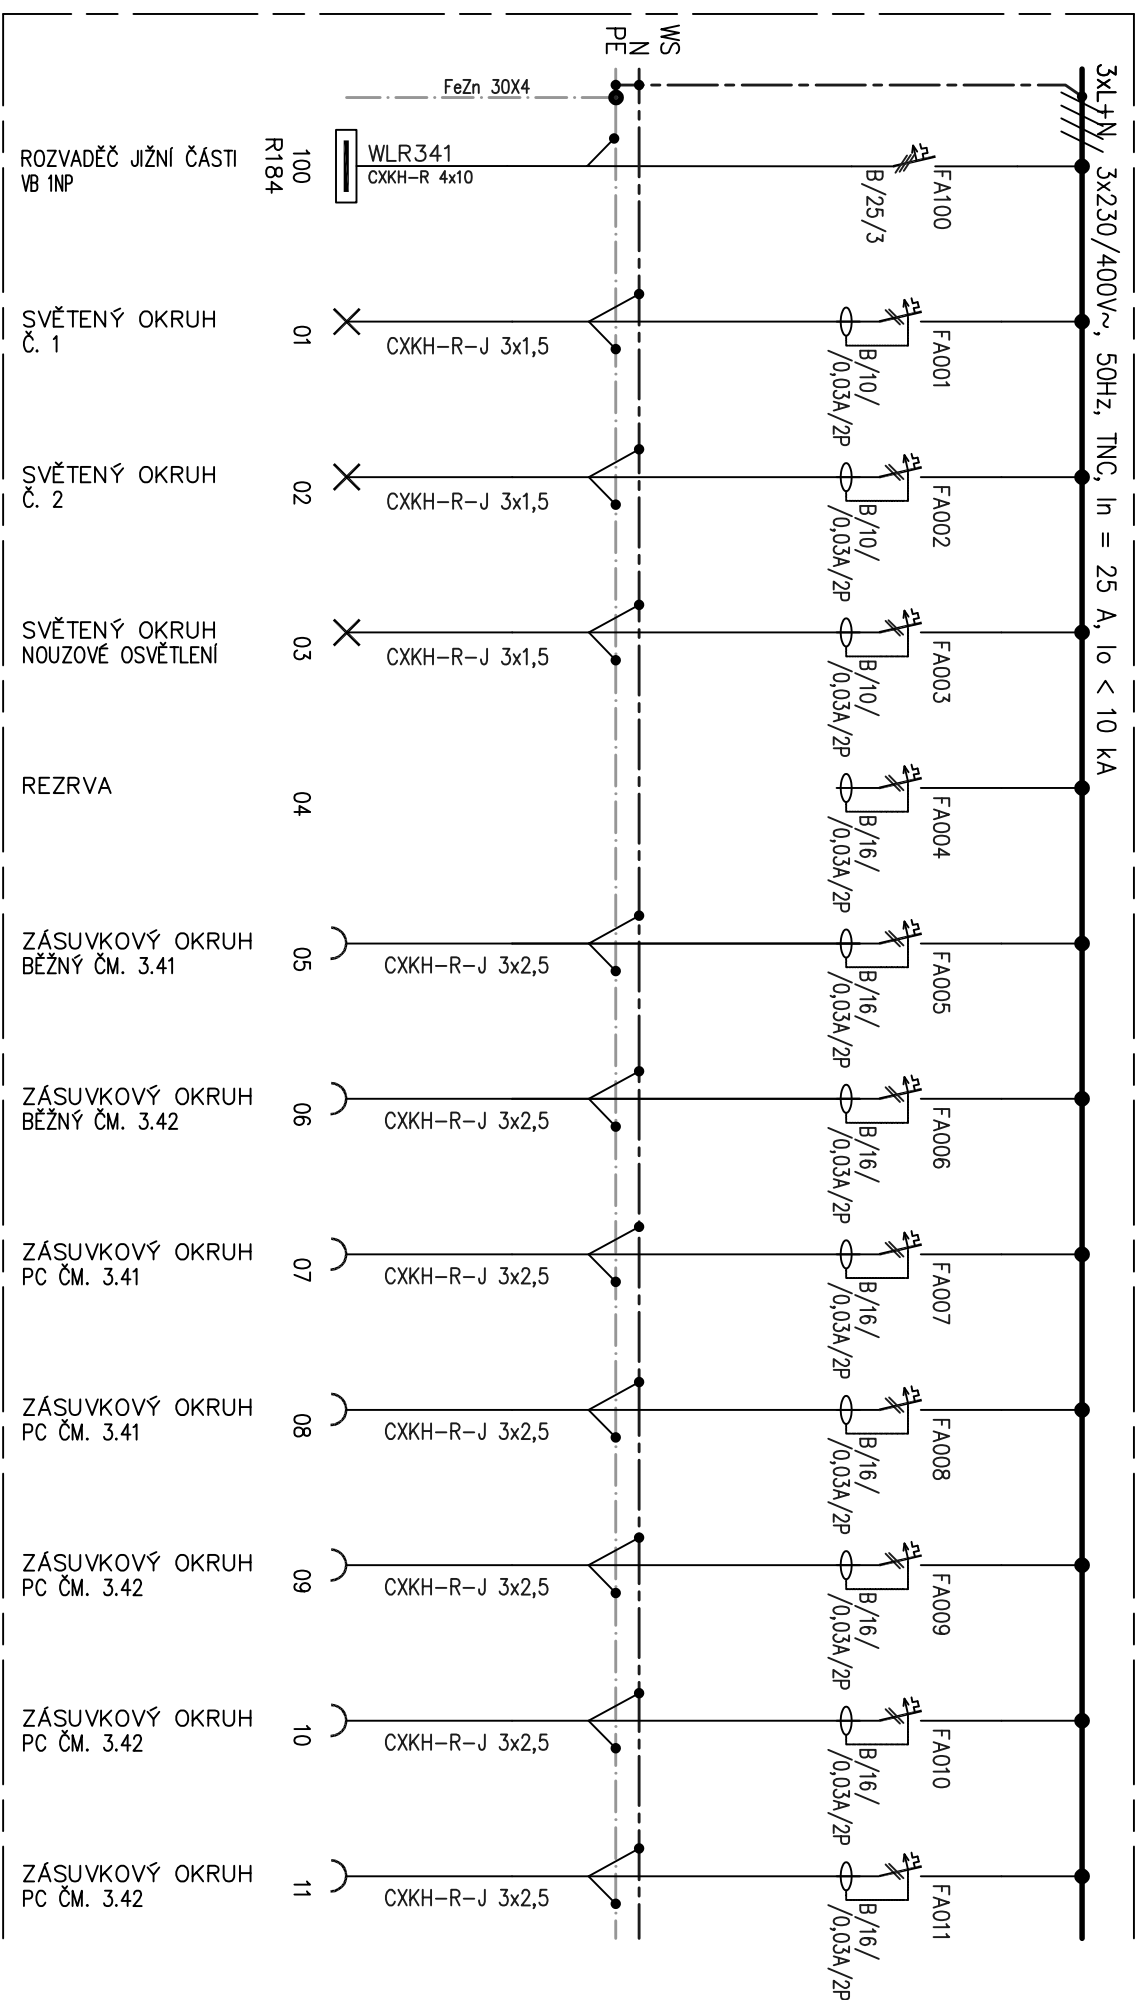 WS
N
PE
3xL+N, 3x230/400V~, 50Hz, TNC, In = 25 A, Io < 10 kA
FeZn 30X4
ROZVADĚČ JIŽNÍ ČÁSTI
VB 1NP
100
R184
WLR341
CXKH-R 4x10
FA100
B/25/3
SVĚTENÝ OKRUH
Č. 1
01
CXKH-R-J 3x1,5
FA001
B/10/
/0,03A/2P
SVĚTENÝ OKRUH
Č. 2
02
CXKH-R-J 3x1,5
FA002
B/10/
/0,03A/2P
SVĚTENÝ OKRUH
NOUZOVÉ OSVĚTLENÍ
03
CXKH-R-J 3x1,5
FA003
B/10/
/0,03A/2P
REZRVA
04
FA004
B/16/
/0,03A/2P
ZÁSUVKOVÝ OKRUH
BĚŽNÝ ČM. 3.41
05
CXKH-R-J 3x2,5
FA005
B/16/
/0,03A/2P
ZÁSUVKOVÝ OKRUH
BĚŽNÝ ČM. 3.42
06
CXKH-R-J 3x2,5
FA006
B/16/
/0,03A/2P
ZÁSUVKOVÝ OKRUH
PC ČM. 3.41
07
CXKH-R-J 3x2,5
FA007
B/16/
/0,03A/2P
ZÁSUVKOVÝ OKRUH
PC ČM. 3.41
08
CXKH-R-J 3x2,5
FA008
B/16/
/0,03A/2P
ZÁSUVKOVÝ OKRUH
PC ČM. 3.42
09
CXKH-R-J 3x2,5
FA009
B/16/
/0,03A/2P
ZÁSUVKOVÝ OKRUH
PC ČM. 3.42
10
CXKH-R-J 3x2,5
FA010
B/16/
/0,03A/2P
ZÁSUVKOVÝ OKRUH
PC ČM. 3.42
11
CXKH-R-J 3x2,5
FA011
B/16/
/0,03A/2P